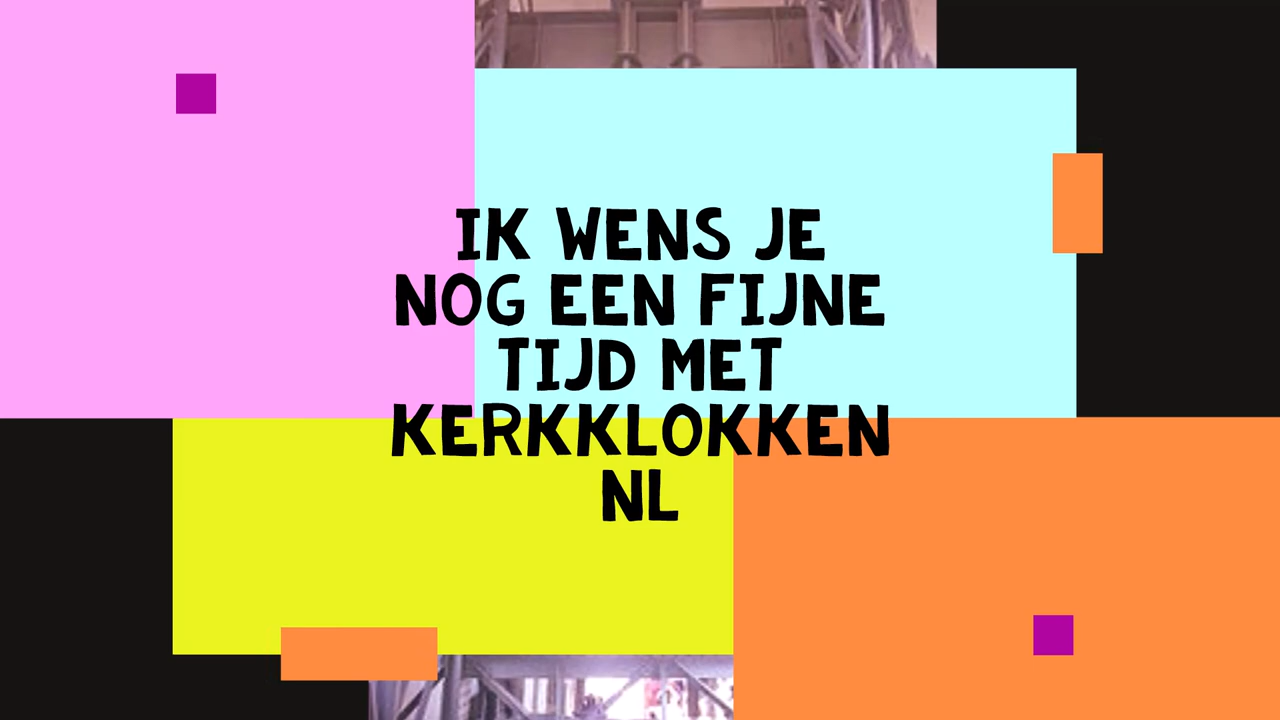 IK WENS JE
NOG EEN FIJNE
TIJD MET
KERKKLOKKEN
NL